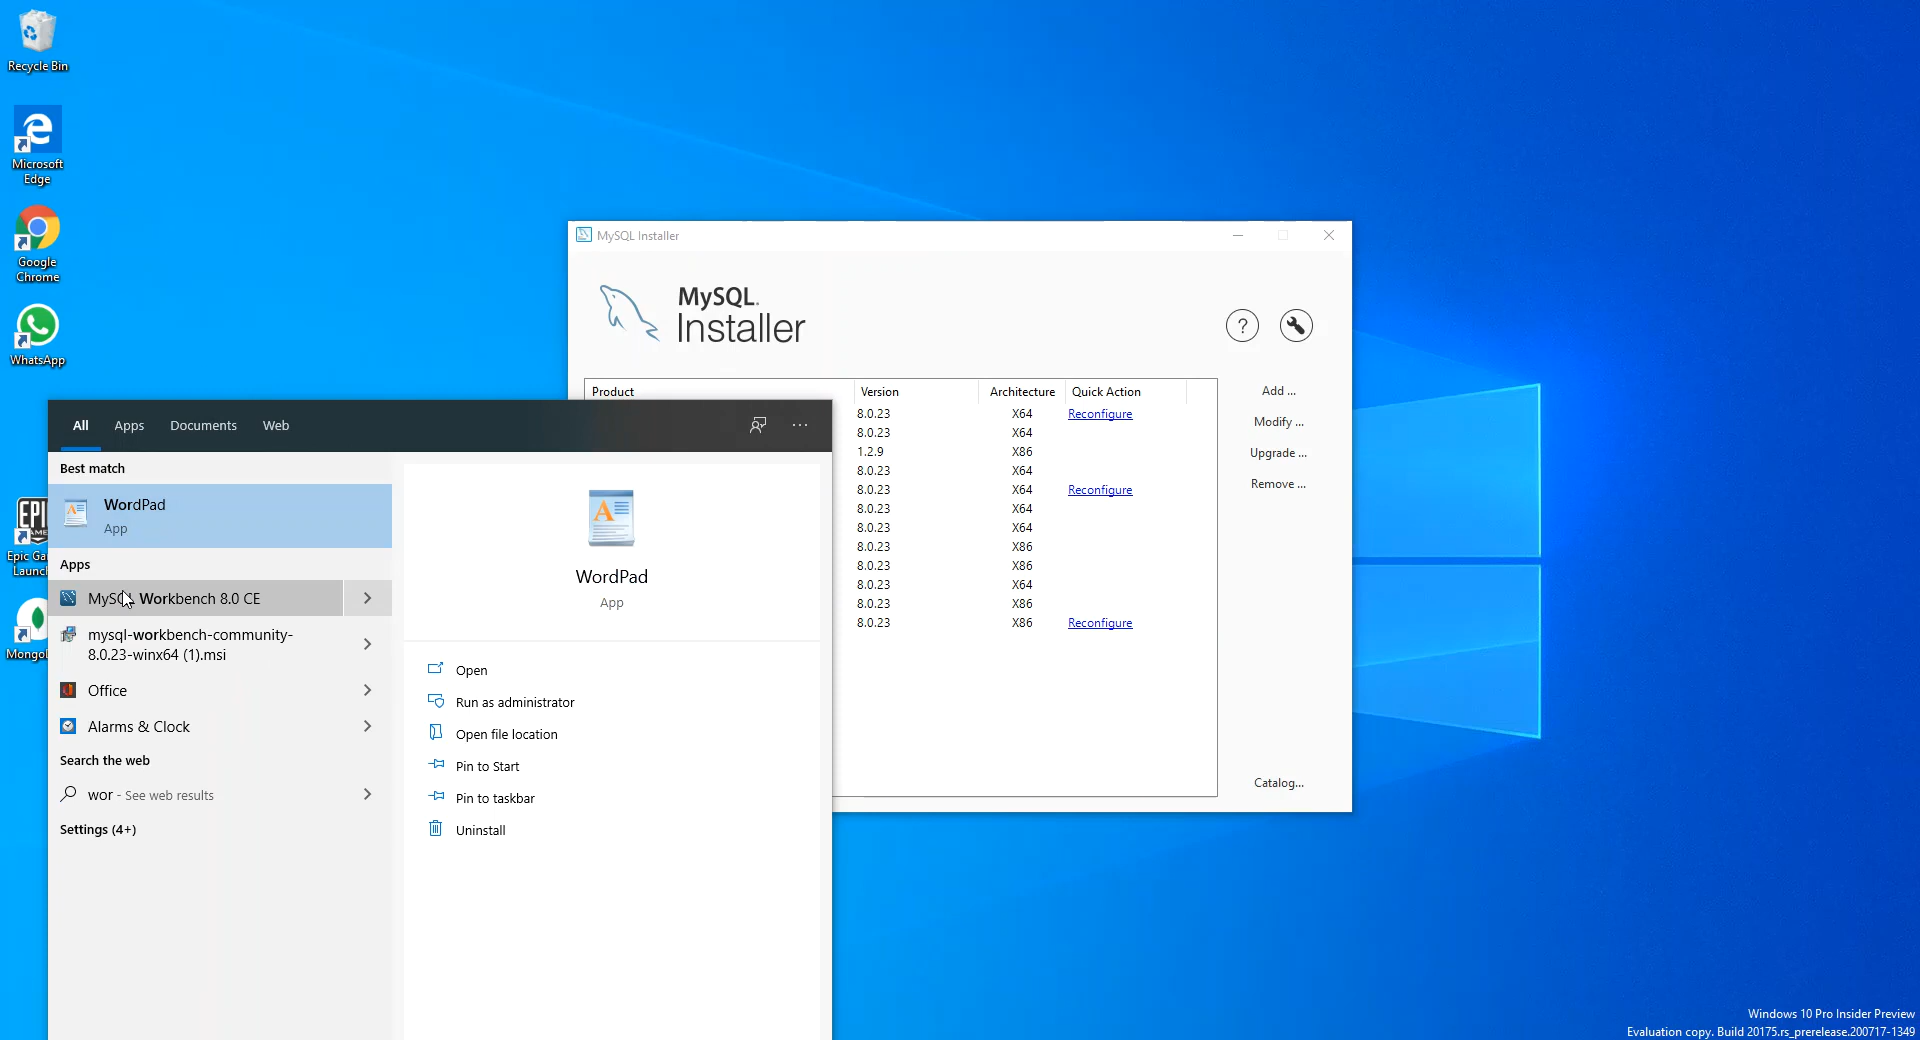 Recycle Bin
Microsoft
Edge
Google
Chrome
WhatsApp
EPI
GAME
Epic Ga
Launch
Mongo
MySQL Installer
MySQL
Installer
?
Product Version Architecture Quick Action
8.0.23 X64 Reconfigure
8.0.23 X64
1.2.9 X86
8.0.23 X64
8.0.23 X64 Reconfigure
8.0.23 X64
8.0.23 X64
8.0.23 X86
8.0.23 X86
8.0.23 X64
8.0.23 X86
8.0.23 X86 Reconfigure
Add ...
Modify ...
Upgrade ...
Remove ...
Catalog...
All Apps Documents Web
Best match
WordPad
App
Apps
MySQL Workbench 8.0 CE
mysql-workbench-community-
8.0.23-winx64 (1).msi
Office
Alarms & Clock
Search the web
wor - See web results
Settings (4+)
WordPad
App
Open
Run as administrator
Open file location
Pin to Start
Pin to taskbar
Uninstall
Windows 10 Pro Insider Preview
Evaluation copy. Build 20175.rs_prerelease.200717-1349